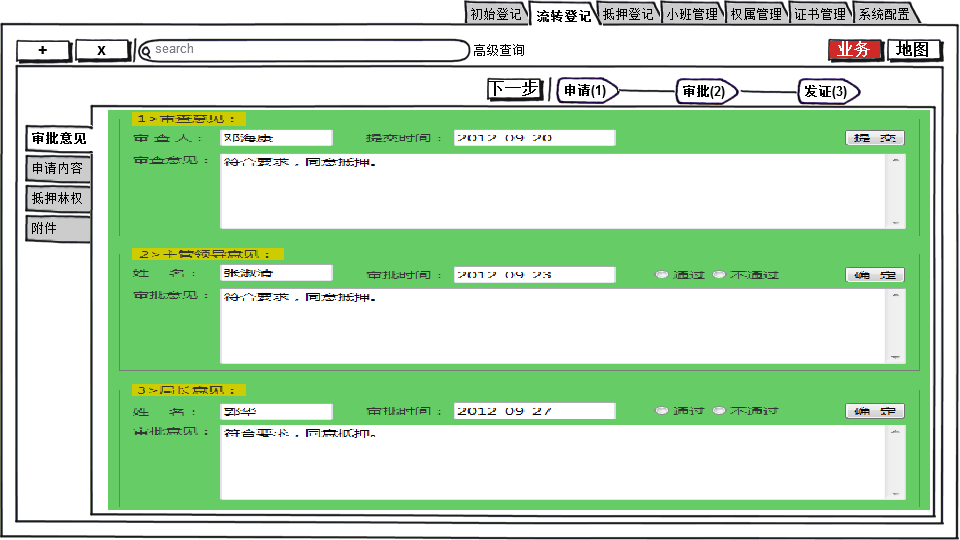 初始登记 流转登记 抵押登记 小班管理 权属管理 证书管理 系统配置
+ x search 高级查询 业务 地图
下一步 申请(1) 审批(2) 发证(3)
审批意见
申请内容
抵押林权
附件
1>审查意见：
审 查 人： 邓海康 提交时间： 2012-09-20 提 交
审查意见： 符合要求，同意抵押。
2>主管领导意见：
姓 名： 张淑清 审批时间： 2012-09-23 通过 不通过 确 定
审批意见： 符合要求，同意抵押。
3>局长意见：
姓 名： 郭华 审批时间： 2012-09-27 通过 不通过 确 定
审批意见： 符合要求，同意抵押。